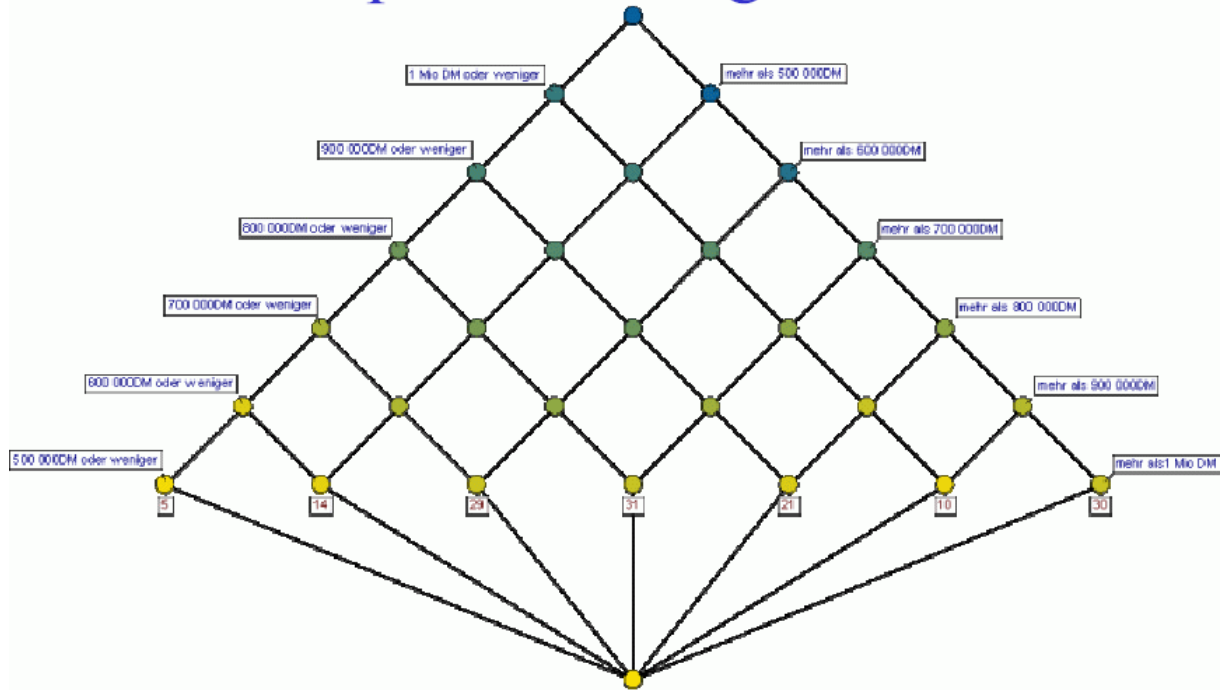 1 Mio DM oder weniger
mehr als 500 000DM
900 000DM oder weniger
mehr als 600 000DM
800 000DM oder weniger
mehr als 700 000DM
700 000DM oder weniger
mehr als 800 000DM
600 000DM oder weniger
mehr als 900 000DM
500 000DM oder weniger
mehr als1 Mio DM
5
14
29
31
21
10
30